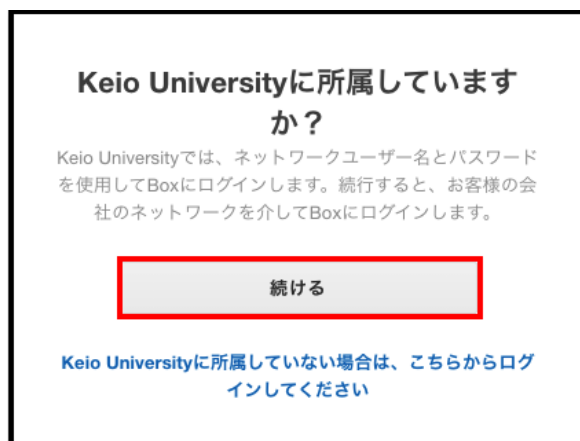 Keio Universityに所属しています
か？
Keio Universityでは、ネットワークユーザー名とパスワード
を使用してBoxにログインします。続行すると、お客様の会
社のネットワークを介してBoxにログインします。
続ける
Keio Universityに所属していない場合は、こちらからログ
インしてください